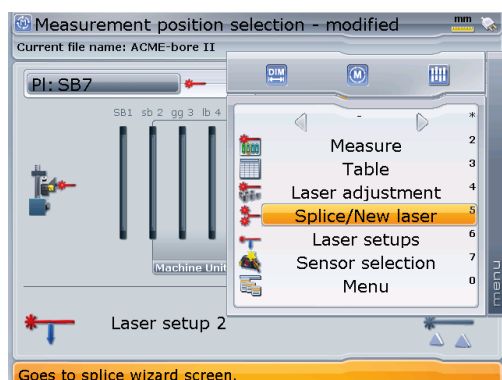 Measurement position selection - modified mm
Current file name: ACME-bore II
Pl: SB7
DIM M
SB1 sb 2 gg 3 lb 4
- *
Measure 2
Table 3
Laser adjustment 4
Splice/New laser 5
Laser setups 6
Sensor selection 7
Menu 0
menu
Machine Unit
Laser setup 2
Goes to splice wizard screen.